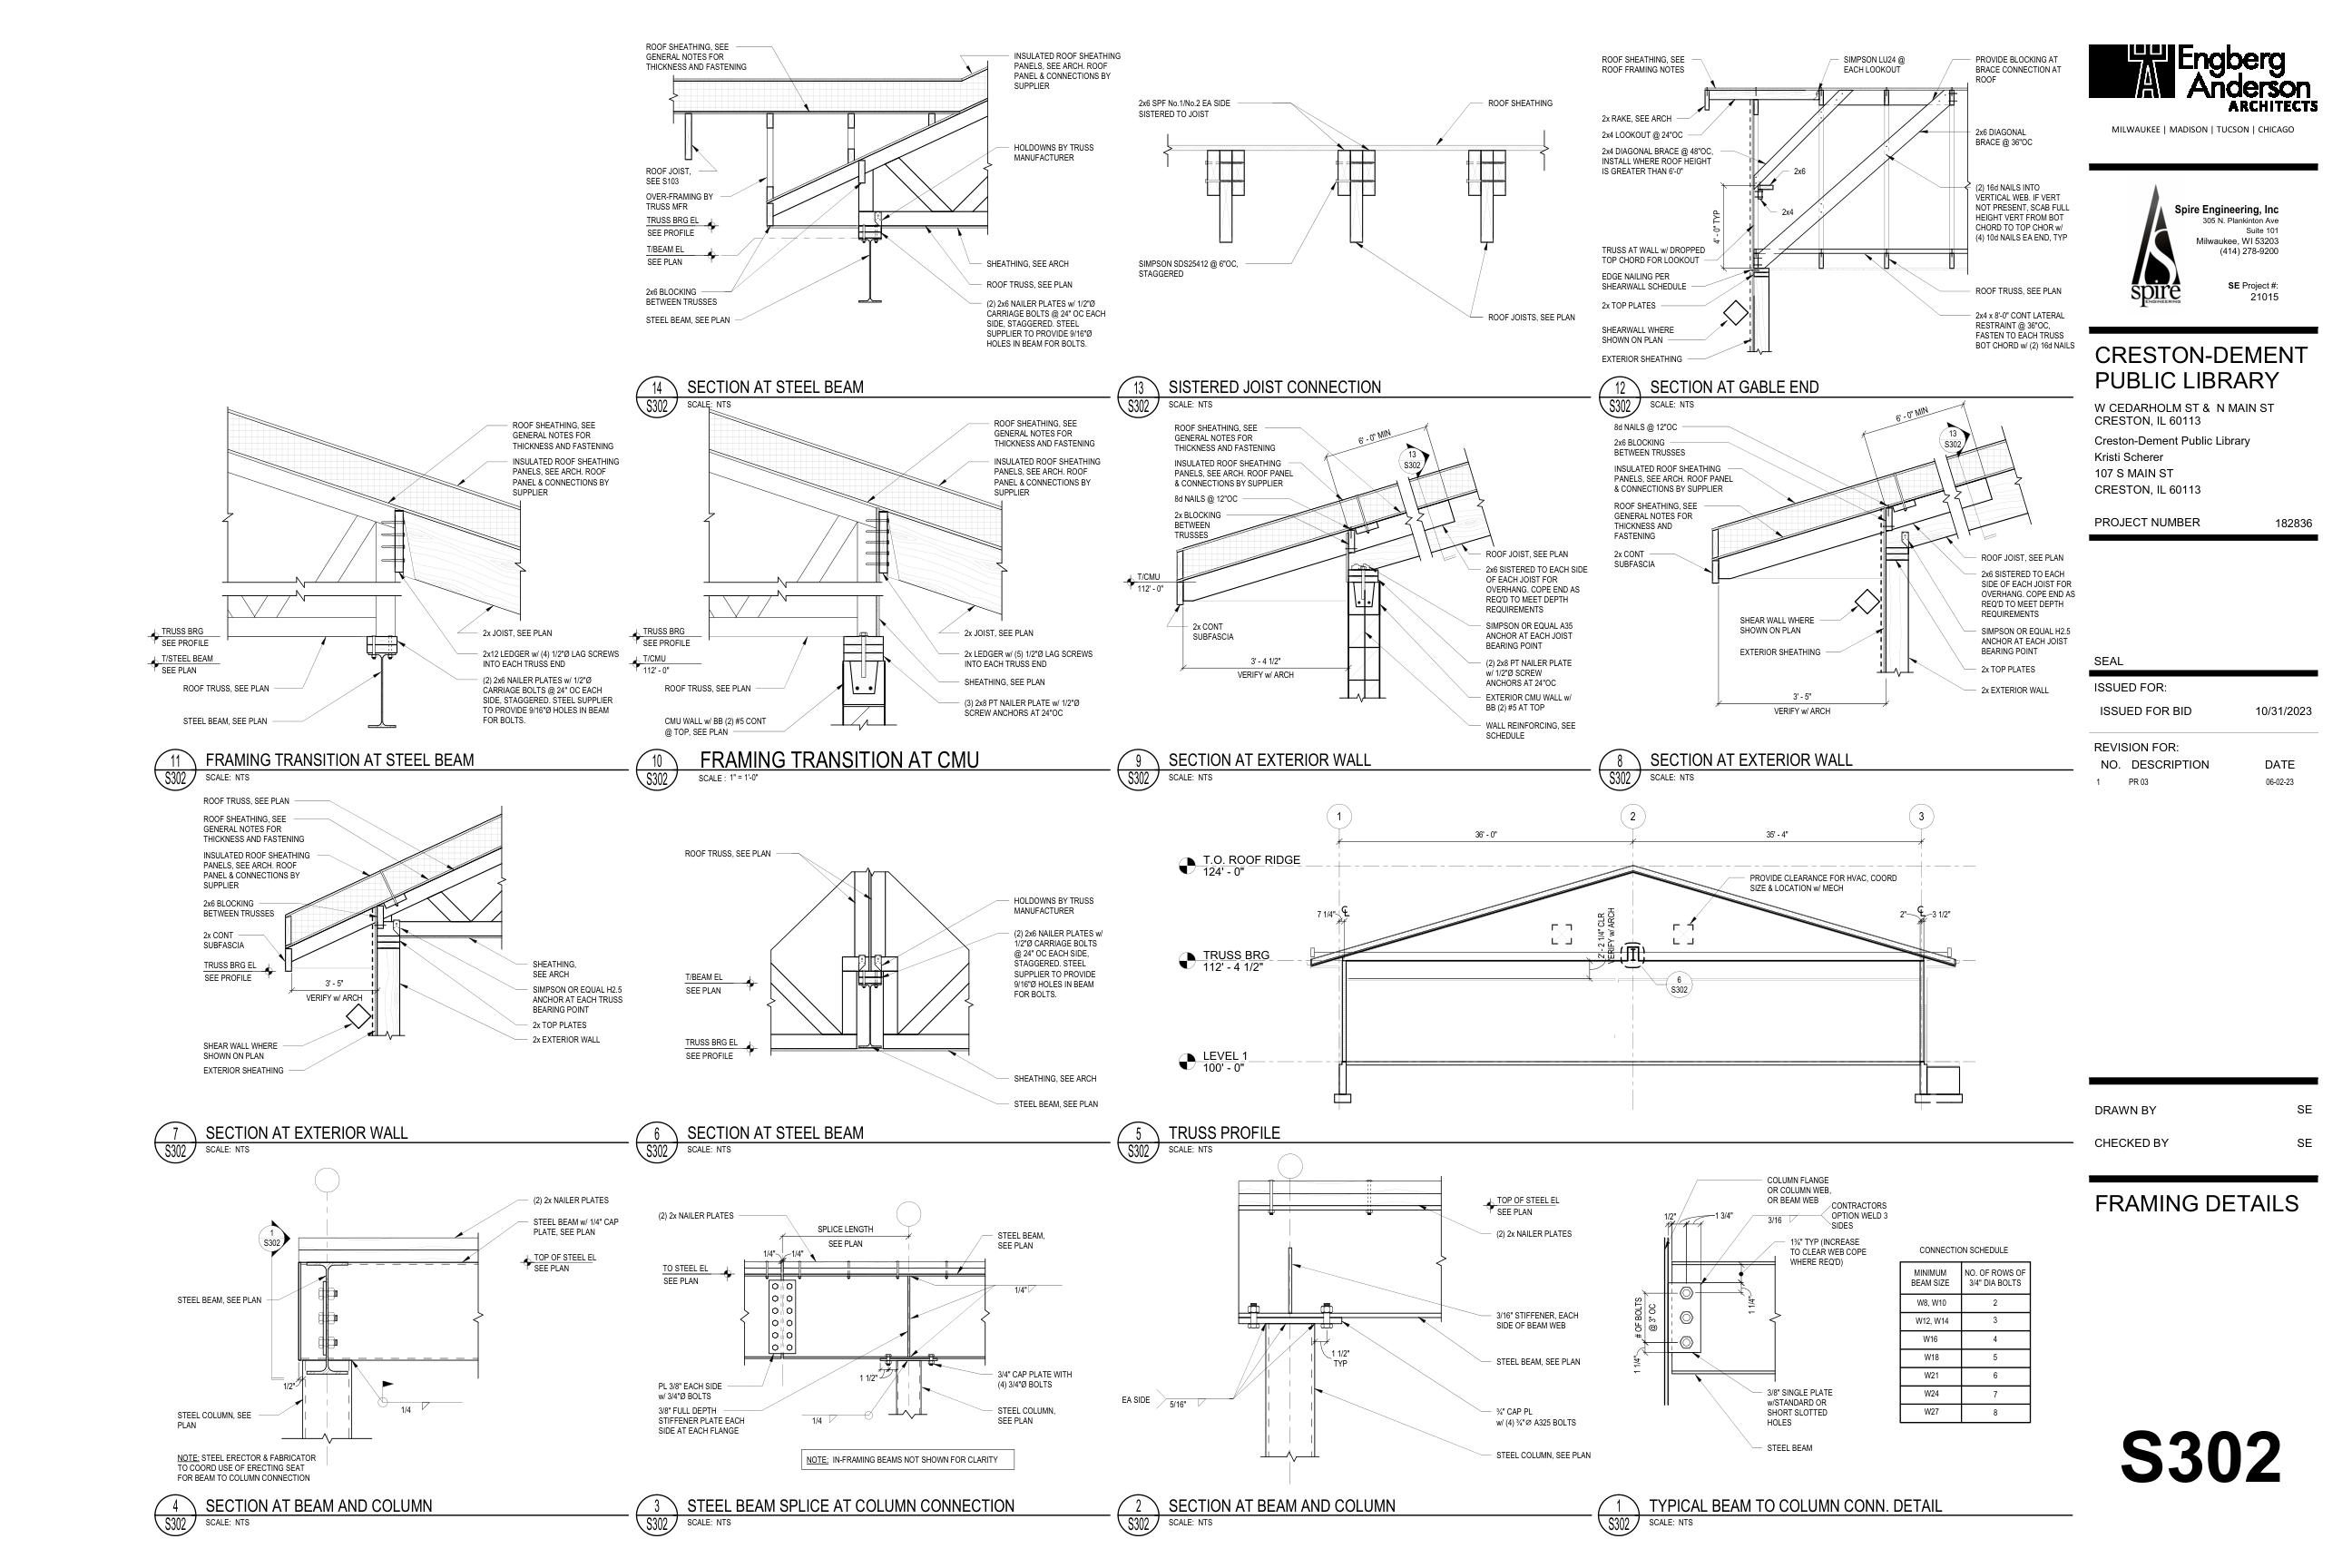 ROOF SHEATHING, SEE
GENERAL NOTES FOR
THICKNESS AND FASTENING
INSULATED ROOF SHEATHING
PANELS, SEE ARCH. ROOF
PANEL & CONNECTIONS BY
SUPPLIER
HOLDOWNS BY TRUSS
MANUFACTURER
ROOF JOIST,
SEE S103
OVER-FRAMING BY
TRUSS MFR
TRUSS BRG EL
SEE PROFILE
T/BEAM EL
SEE PLAN
2x6 BLOCKING
BETWEEN TRUSSES
STEEL BEAM, SEE PLAN
SHEATHING, SEE ARCH
ROOF TRUSS, SEE PLAN
(2) 2x6 NAILER PLATES w/ 1/2"Ø
CARRIAGE BOLTS @ 24" OC EACH
SIDE, STAGGERED. STEEL
SUPPLIER TO PROVIDE 9/16"Ø
HOLES IN BEAM FOR BOLTS.
14
S302
SECTION AT STEEL BEAM
SCALE: NTS
2x6 SPF No.1/No.2 EA SIDE
SISTERED TO JOIST
ROOF SHEATHING
SIMPSON SDS25412 @ 6"OC,
STAGGERED
ROOF JOISTS, SEE PLAN
13
S302
SISTERED JOIST CONNECTION
SCALE: NTS
ROOF SHEATHING, SEE
ROOF FRAMING NOTES
SIMPSON LU24 @
EACH LOOKOUT
PROVIDE BLOCKING AT
BRACE CONNECTION AT
ROOF
2x RAKE, SEE ARCH
2x4 LOOKOUT @ 24"OC
2x4 DIAGONAL BRACE @ 48"OC,
INSTALL WHERE ROOF HEIGHT
IS GREATER THAN 6'-0"
2x6 DIAGONAL
BRACE @ 36"OC
2x6
2x4
4' - 0" TYP
(2) 16d NAILS INTO
VERTICAL WEB. IF VERT
NOT PRESENT, SCAB FULL
HEIGHT VERT FROM BOT
CHORD TO TOP CHOR w/
(4) 10d NAILS EA END, TYP
TRUSS AT WALL w/ DROPPED
TOP CHORD FOR LOOKOUT
EDGE NAILING PER
SHEARWALL SCHEDULE
2x TOP PLATES
SHEARWALL WHERE
SHOWN ON PLAN
EXTERIOR SHEATHING
ROOF TRUSS, SEE PLAN
2x4 x 8'-0" CONT LATERAL
RESTRAINT @ 36"OC,
FASTEN TO EACH TRUSS
BOT CHORD w/ (2) 16d NAILS
12
S302
SECTION AT GABLE END
SCALE: NTS
ROOF SHEATHING, SEE
GENERAL NOTES FOR
THICKNESS AND FASTENING
INSULATED ROOF SHEATHING
PANELS, SEE ARCH. ROOF
PANEL & CONNECTIONS BY
SUPPLIER
TRUSS BRG
SEE PROFILE
T/STEEL BEAM
SEE PLAN
ROOF TRUSS, SEE PLAN
STEEL BEAM, SEE PLAN
2x JOIST, SEE PLAN
2x12 LEDGER w/ (4) 1/2"Ø LAG SCREWS
INTO EACH TRUSS END
(2) 2x6 NAILER PLATES w/ 1/2"Ø
CARRIAGE BOLTS @ 24" OC EACH
SIDE, STAGGERED. STEEL SUPPLIER
TO PROVIDE 9/16"Ø HOLES IN BEAM
FOR BOLTS.
11
S302
FRAMING TRANSITION AT STEEL BEAM
SCALE: NTS
ROOF SHEATHING, SEE
GENERAL NOTES FOR
THICKNESS AND FASTENING
INSULATED ROOF SHEATHING
PANELS, SEE ARCH. ROOF
PANEL & CONNECTIONS BY
SUPPLIER
TRUSS BRG
SEE PROFILE
T/CMU
112' - 0"
ROOF TRUSS, SEE PLAN
CMU WALL w/ BB (2) #5 CONT
@ TOP, SEE PLAN
2x JOIST, SEE PLAN
2x LEDGER w/ (5) 1/2"Ø LAG SCREWS
INTO EACH TRUSS END
SHEATHING, SEE PLAN
(3) 2x8 PT NAILER PLATE w/ 1/2"Ø
SCREW ANCHORS AT 24"OC
10
S302
FRAMING TRANSITION AT CMU
SCALE : 1" = 1'-0"
ROOF SHEATHING, SEE
GENERAL NOTES FOR
THICKNESS AND FASTENING
INSULATED ROOF SHEATHING
PANELS, SEE ARCH. ROOF PANEL
& CONNECTIONS BY SUPPLIER
8d NAILS @ 12"OC
2x BLOCKING
BETWEEN
TRUSSES
6' - 0" MIN
13
S302
T/CMU
112' - 0"
2x CONT
SUBFASCIA
3' - 4 1/2"
VERIFY w/ ARCH
ROOF JOIST, SEE PLAN
2x6 SISTERED TO EACH SIDE
OF EACH JOIST FOR
OVERHANG. COPE END AS
REQ'D TO MEET DEPTH
REQUIREMENTS
SIMPSON OR EQUAL A35
ANCHOR AT EACH JOIST
BEARING POINT
(2) 2x8 PT NAILER PLATE
w/ 1/2"Ø SCREW
ANCHORS AT 24"OC
EXTERIOR CMU WALL w/
BB (2) #5 AT TOP
WALL REINFORCING, SEE
SCHEDULE
9
S302
SECTION AT EXTERIOR WALL
SCALE: NTS
8d NAILS @ 12"OC
2x6 BLOCKING
BETWEEN TRUSSES
INSULATED ROOF SHEATHING
PANELS, SEE ARCH. ROOF PANEL
& CONNECTIONS BY SUPPLIER
ROOF SHEATHING, SEE
GENERAL NOTES FOR
THICKNESS AND
FASTENING
2x CONT
SUBFASCIA
6' - 0" MIN
13
S302
SHEAR WALL WHERE
SHOWN ON PLAN
EXTERIOR SHEATHING
3' - 5"
VERIFY w/ ARCH
ROOF JOIST, SEE PLAN
2x6 SISTERED TO EACH
SIDE OF EACH JOIST FOR
OVERHANG. COPE END AS
REQ'D TO MEET DEPTH
REQUIREMENTS
SIMPSON OR EQUAL H2.5
ANCHOR AT EACH JOIST
BEARING POINT
2x TOP PLATES
2x EXTERIOR WALL
8
S302
SECTION AT EXTERIOR WALL
SCALE: NTS
ROOF TRUSS, SEE PLAN
ROOF SHEATHING, SEE
GENERAL NOTES FOR
THICKNESS AND FASTENING
INSULATED ROOF SHEATHING
PANELS, SEE ARCH. ROOF
PANEL & CONNECTIONS BY
SUPPLIER
2x6 BLOCKING
BETWEEN TRUSSES
2x CONT
SUBFASCIA
TRUSS BRG EL
SEE PROFILE
3' - 5"
VERIFY w/ ARCH
SHEAR WALL WHERE
SHOWN ON PLAN
EXTERIOR SHEATHING
SHEATHING,
SEE ARCH
SIMPSON OR EQUAL H2.5
ANCHOR AT EACH TRUSS
BEARING POINT
2x TOP PLATES
2x EXTERIOR WALL
7
S302
SECTION AT EXTERIOR WALL
SCALE: NTS
ROOF TRUSS, SEE PLAN
T/BEAM EL
SEE PLAN
TRUSS BRG EL
SEE PROFILE
HOLDOWNS BY TRUSS
MANUFACTURER
(2) 2x6 NAILER PLATES w/
1/2"Ø CARRIAGE BOLTS
@ 24" OC EACH SIDE,
STAGGERED. STEEL
SUPPLIER TO PROVIDE
9/16"Ø HOLES IN BEAM
FOR BOLTS.
SHEATHING, SEE ARCH
STEEL BEAM, SEE PLAN
6
S302
SECTION AT STEEL BEAM
SCALE: NTS
1
2
3
36' - 0"
35' - 4"
T.O. ROOF RIDGE
124' - 0"
PROVIDE CLEARANCE FOR HVAC, COORD
SIZE & LOCATION w/ MECH
7 1/4"
2' - 2 1/4" CLR
VERIFY w/ ARCH
2"
3 1/2"
TRUSS BRG
112' - 4 1/2"
6
S302
LEVEL 1
100' - 0"
5
S302
TRUSS PROFILE
SCALE: NTS
1
S302
(2) 2x NAILER PLATES
STEEL BEAM w/ 1/4" CAP
PLATE, SEE PLAN
TOP OF STEEL EL
SEE PLAN
STEEL BEAM, SEE PLAN
1/2"
1/4
STEEL COLUMN, SEE
PLAN
NOTE: STEEL ERECTOR & FABRICATOR
TO COORD USE OF ERECTING SEAT
FOR BEAM TO COLUMN CONNECTION
4
S302
SECTION AT BEAM AND COLUMN
SCALE: NTS
(2) 2x NAILER PLATES
SPLICE LENGTH
SEE PLAN
STEEL BEAM,
SEE PLAN
1/4"
1/4"
TO STEEL EL
SEE PLAN
1/4"
PL 3/8" EACH SIDE
w/ 3/4"Ø BOLTS
3/8" FULL DEPTH
STIFFENER PLATE EACH
SIDE AT EACH FLANGE
1 1/2"
1/4
3/4" CAP PLATE WITH
(4) 3/4"Ø BOLTS
STEEL COLUMN,
SEE PLAN
NOTE: IN-FRAMING BEAMS NOT SHOWN FOR CLARITY
3
S302
STEEL BEAM SPLICE AT COLUMN CONNECTION
SCALE: NTS
TOP OF STEEL EL
SEE PLAN
(2) 2x NAILER PLATES
3/16" STIFFENER, EACH
SIDE OF BEAM WEB
1 1/2"
TYP
STEEL BEAM, SEE PLAN
EA SIDE
5/16"
¾" CAP PL
w/ (4) ¾"Ø A325 BOLTS
STEEL COLUMN, SEE PLAN
2
S302
SECTION AT BEAM AND COLUMN
SCALE: NTS
COLUMN FLANGE
OR COLUMN WEB,
OR BEAM WEB
CONTRACTORS
OPTION WELD 3
SIDES
3/16
1/2"
1 3/4"
1¾" TYP (INCREASE
TO CLEAR WEB COPE
WHERE REQ'D)
1 1/4"
# OF BOLTS
@ 3" OC
1 1/4"
3/8" SINGLE PLATE
w/STANDARD OR
SHORT SLOTTED
HOLES
STEEL BEAM
CONNECTION SCHEDULE
MINIMUM
BEAM SIZE
NO. OF ROWS OF
3/4" DIA BOLTS
W8, W10 2
W12, W14 3
W16 4
W18 5
W21 6
W24 7
W27 8
1
S302
TYPICAL BEAM TO COLUMN CONN. DETAIL
SCALE: NTS
Engberg
Anderson
ARCHITECTS
MILWAUKEE | MADISON | TUCSON | CHICAGO
spire
ENGINEERING
Spire Engineering, Inc
305 N. Plankinton Ave
Suite 101
Milwaukee, WI 53203
(414) 278-9200
SE Project #:
21015
CRESTON-DEMENT
PUBLIC LIBRARY
W CEDARHOLM ST & N MAIN ST
CRESTON, IL 60113
Creston-Dement Public Library
Kristi Scherer
107 S MAIN ST
CRESTON, IL 60113
PROJECT NUMBER 182836
SEAL
ISSUED FOR:
ISSUED FOR BID 10/31/2023
REVISION FOR:
NO. DESCRIPTION DATE
1 PR 03 06-02-23
DRAWN BY SE
CHECKED BY SE
FRAMING DETAILS
S302